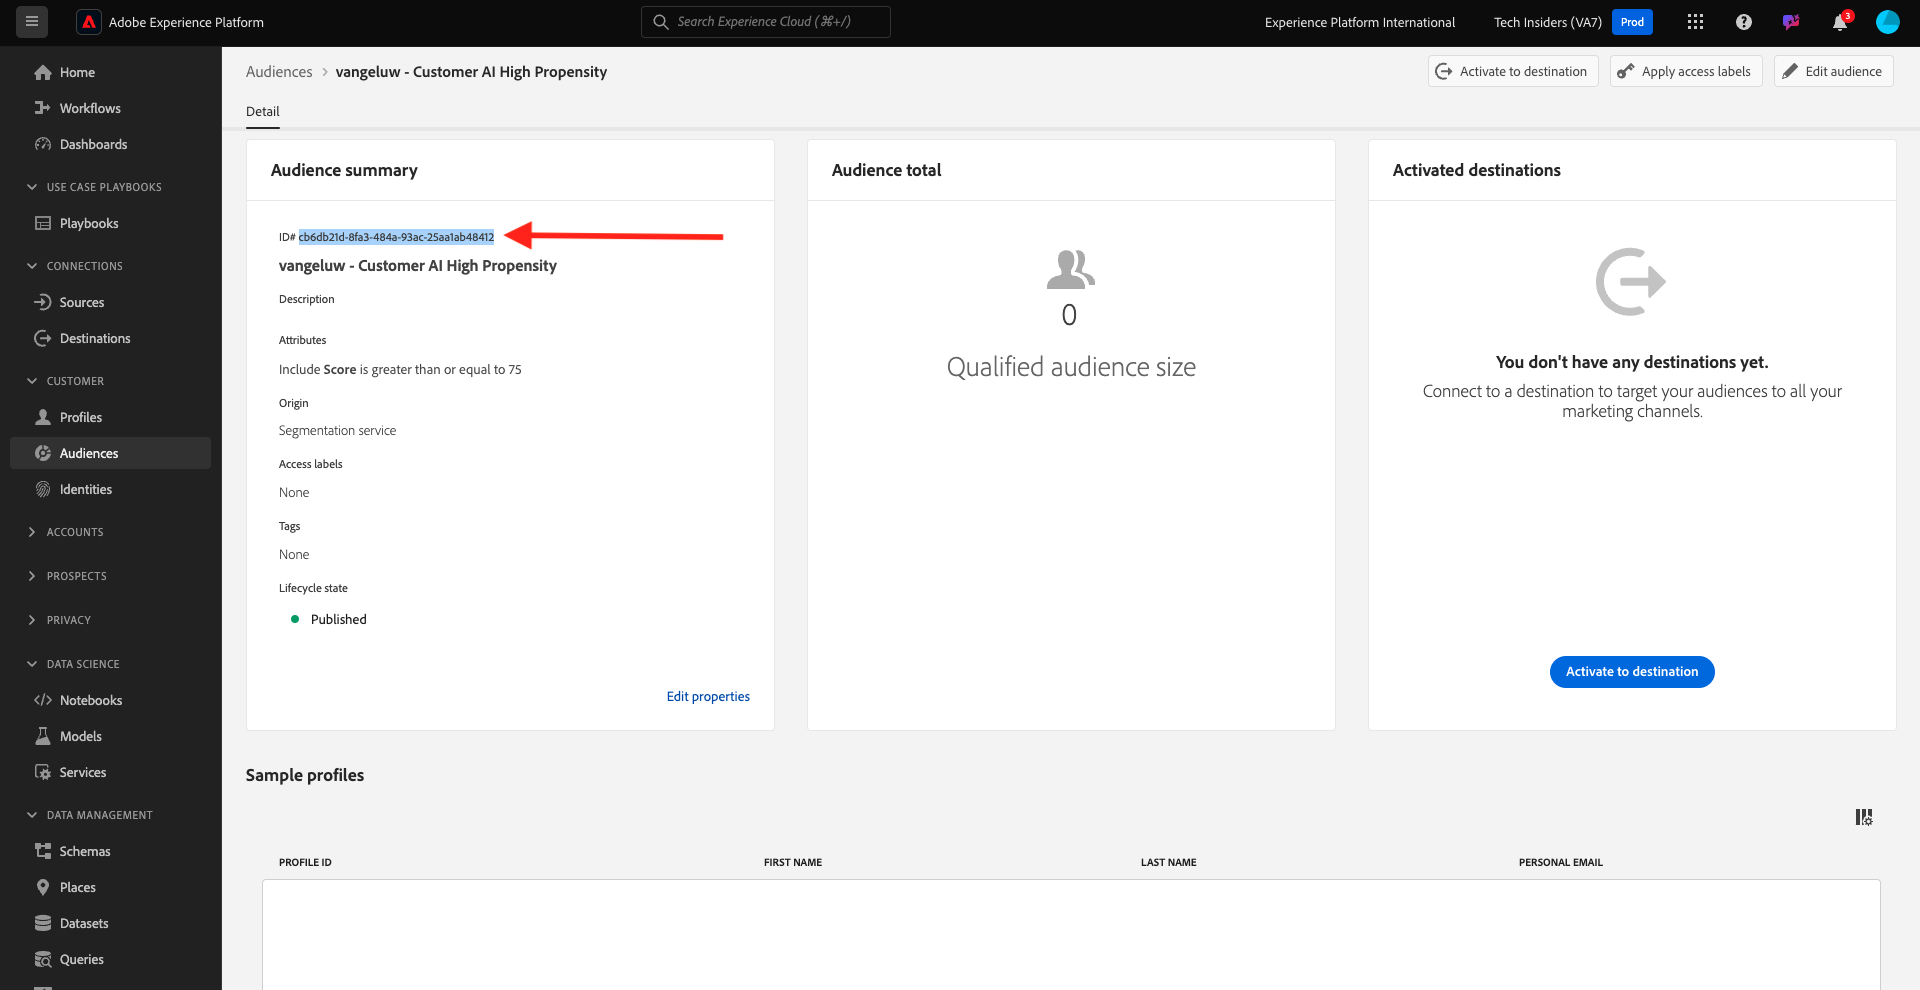 Adobe Experience Platform
Search Experience Cloud (⌘+/)
Experience Platform International
Tech Insiders (VA7)
Prod
3
Home
Workflows
Dashboards
USE CASE PLAYBOOKS
Playbooks
CONNECTIONS
Sources
Destinations
CUSTOMER
Profiles
Audiences
Identities
ACCOUNTS
PROSPECTS
PRIVACY
DATA SCIENCE
Notebooks
Models
Services
DATA MANAGEMENT
Schemas
Places
Datasets
Queries
Audiences > vangeluw - Customer AI High Propensity
Activate to destination
Apply access labels
Edit audience
Detail
Audience summary
ID# cb6db21d-8fa3-484a-93ac-25aa1ab48412
vangeluw - Customer AI High Propensity
Description
Attributes
Include Score is greater than or equal to 75
Origin
Segmentation service
Access labels
None
Tags
None
Lifecycle state
Published
Edit properties
Audience total
0
Qualified audience size
Activated destinations
You don't have any destinations yet.
Connect to a destination to target your audiences to all your
marketing channels.
Activate to destination
Sample profiles
PROFILE ID
FIRST NAME
LAST NAME
PERSONAL EMAIL